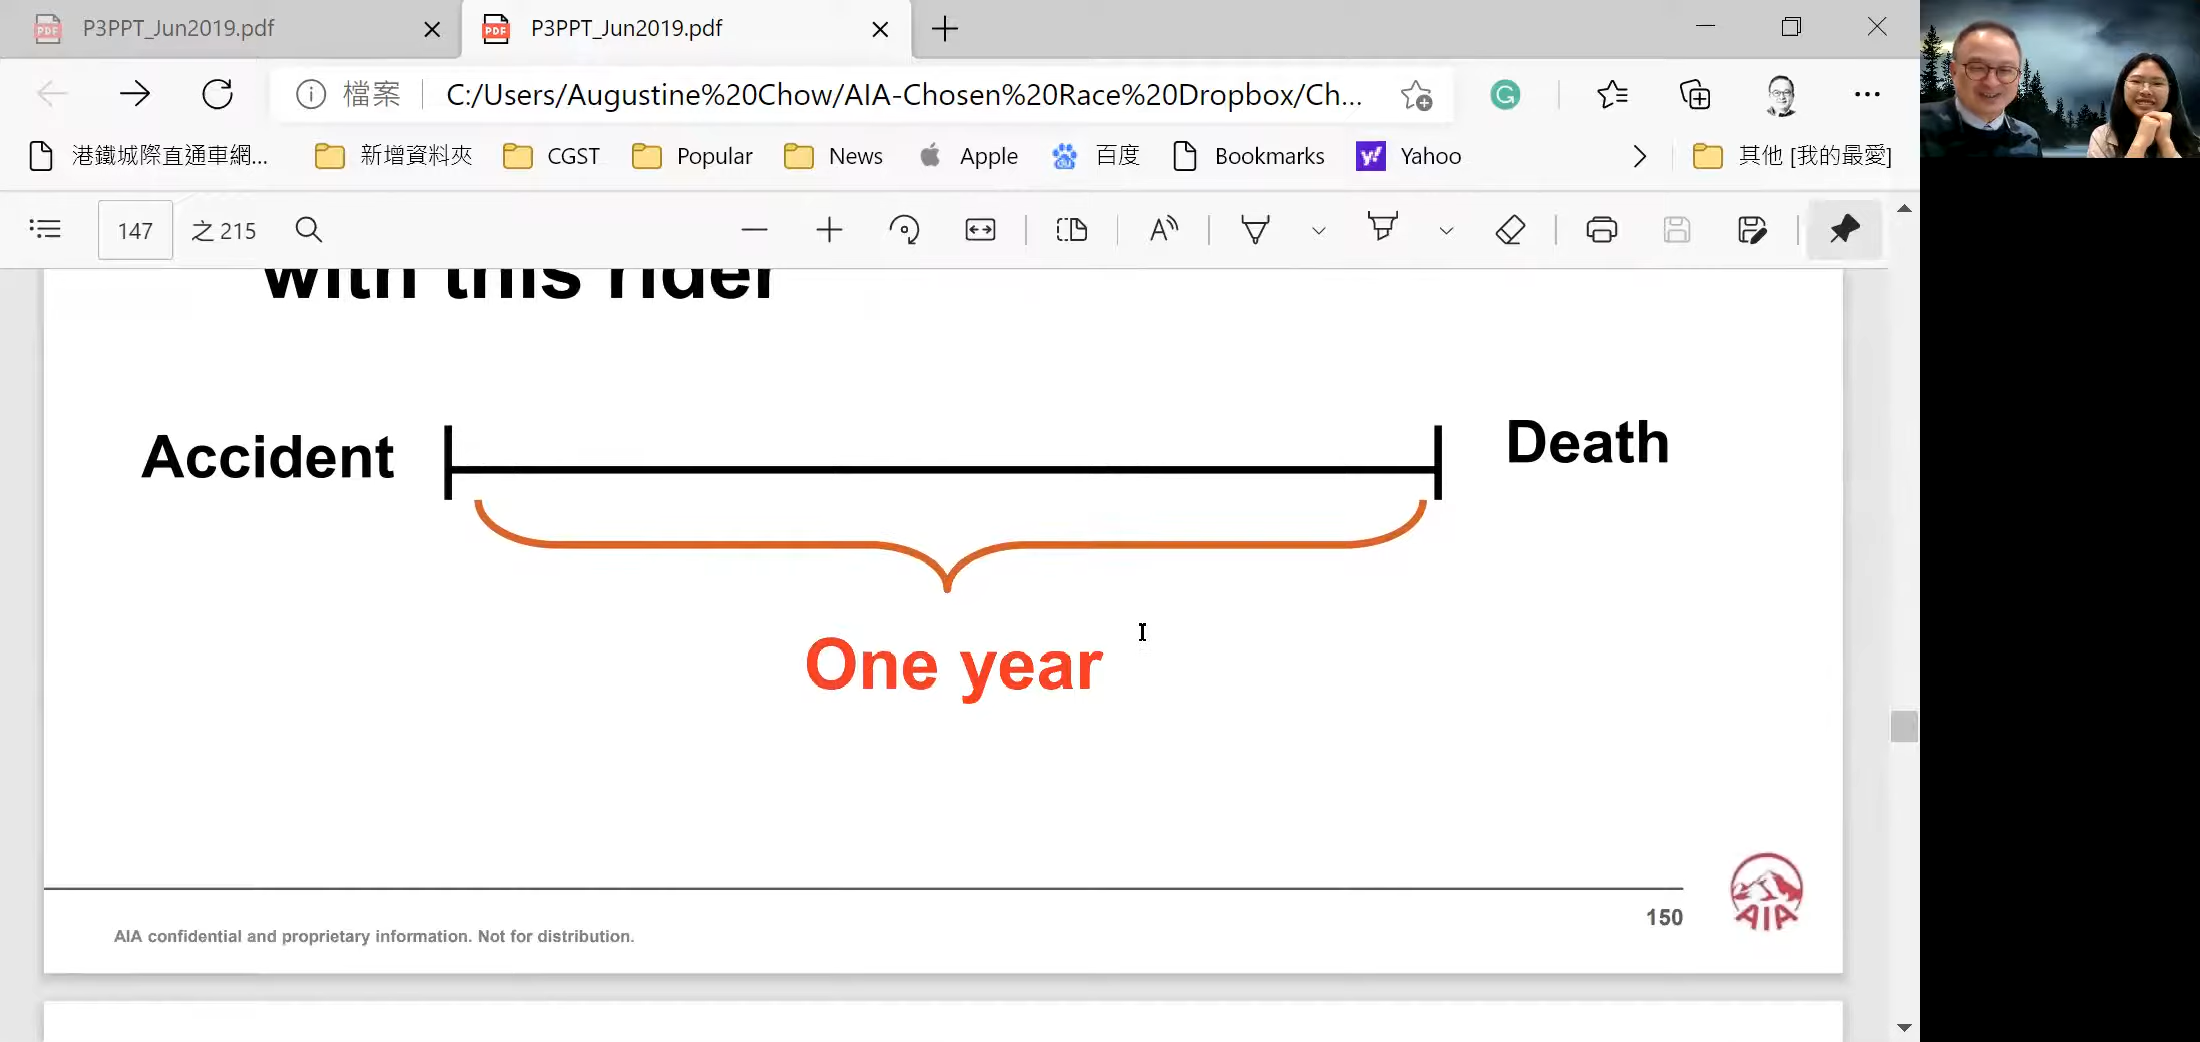 P3PPT_Jun2019.pdf
P3PPT_Jun2019.pdf
檔案
C:/Users/Augustine%20Chow/AIA-Chosen%20Race%20Dropbox/Ch...
港鐵城際直通車網...
新增資料夾
CGST
Popular
News
Apple
百度
Bookmarks
Yahoo
其他 [我的最愛]
147
之 215
with this rider
Accident
Death
One year
150
AIA
AIA confidential and proprietary information. Not for distribution.